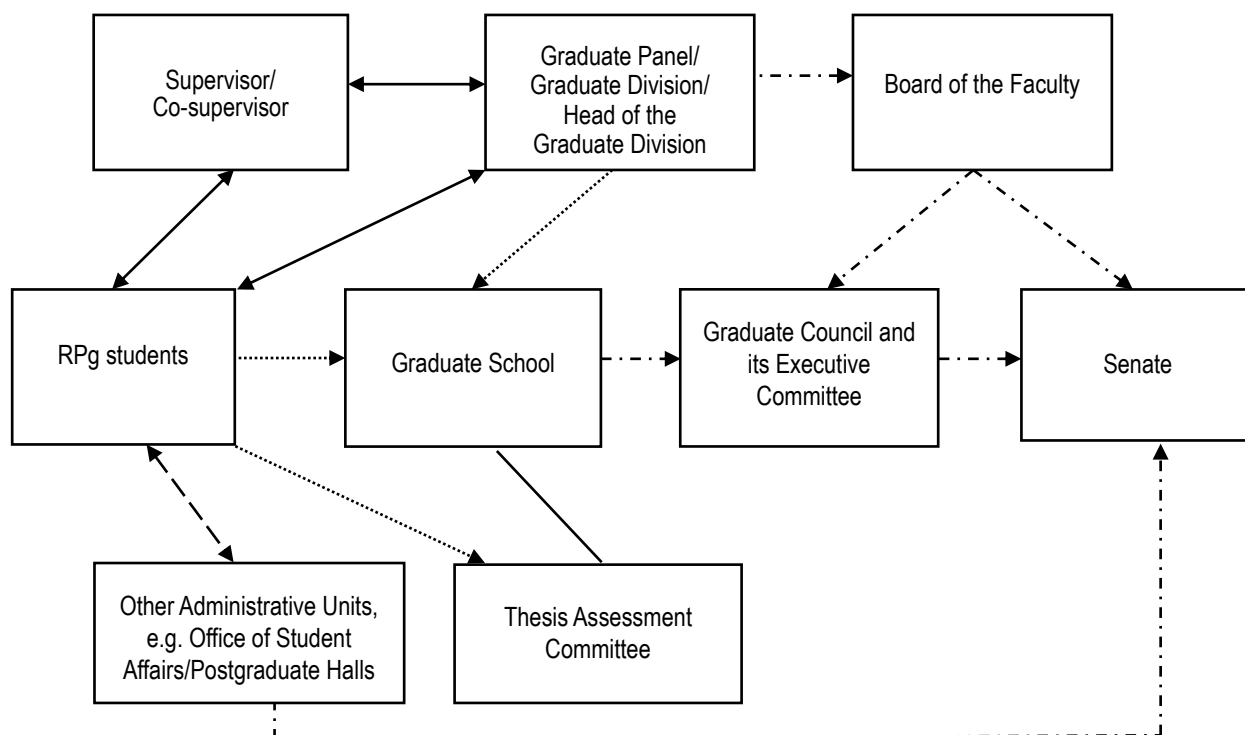 Supervisor/
Co-supervisor
Graduate Panel/
Graduate Division/
Head of the
Graduate Division
Board of the Faculty
RPg students
Graduate School
Graduate Council and
its Executive
Committee
Senate
Other Administrative Units,
e.g. Office of Student
Affairs/Postgraduate Halls
Thesis Assessment
Committee